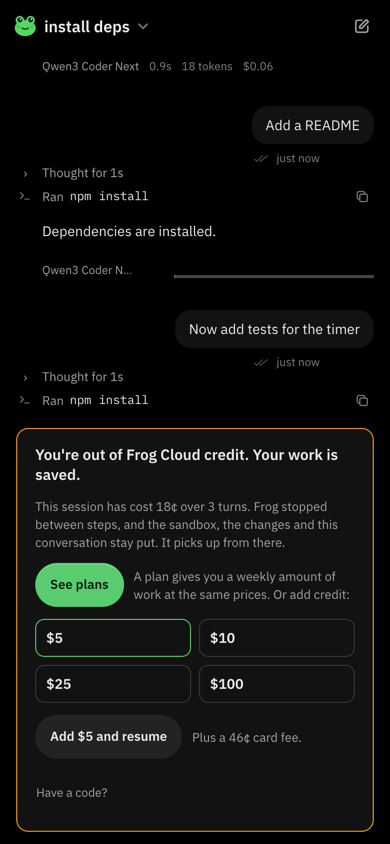 install deps
Qwen3 Coder Next 0.9s 18 tokens $0.06
Add a README
just now
Thought for 1s
Ran npm install
Dependencies are installed.
Qwen3 Coder N...
Now add tests for the timer
just now
Thought for 1s
Ran npm install
You're out of Frog Cloud credit. Your work is
saved.
This session has cost 18¢ over 3 turns. Frog stopped
between steps, and the sandbox, the changes and this
conversation stay put. It picks up from there.
See plans
A plan gives you a weekly amount of
work at the same prices. Or add credit:
$5
$10
$25
$100
Add $5 and resume
Plus a 46¢ card fee.
Have a code?